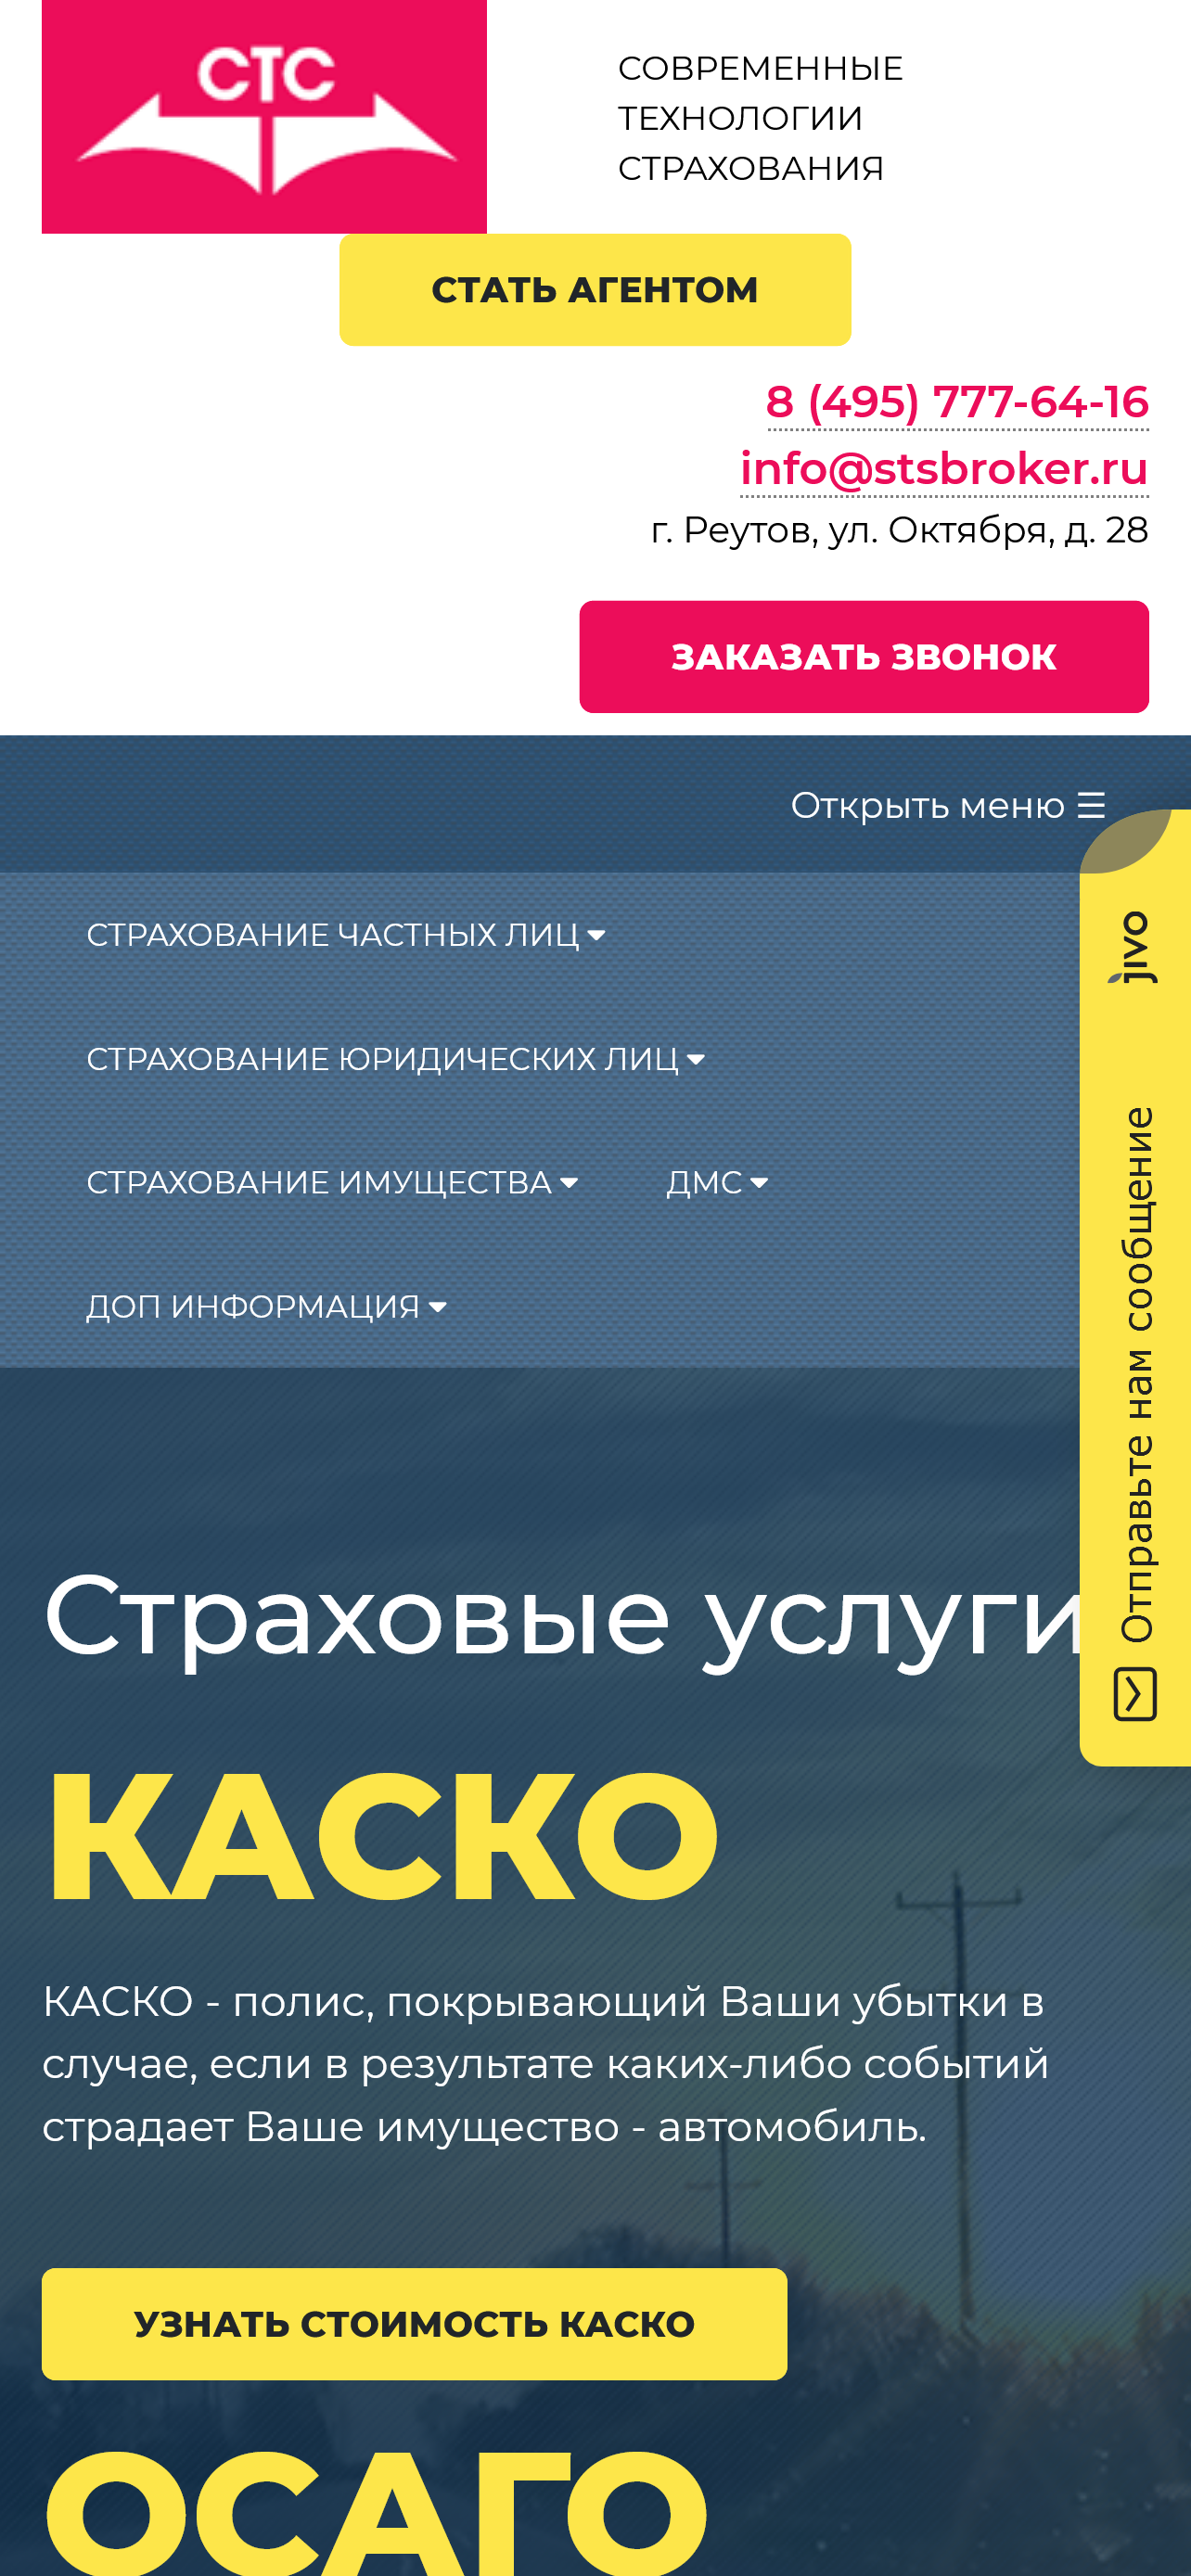 СТС
СОВРЕМЕННЫЕ
ТЕХНОЛОГИИ
СТРАХОВАНИЯ
СТАТЬ АГЕНТОМ
8 (495) 777-64-16
info@stsbroker.ru
г. Реутов, ул. Октября, д. 28
ЗАКАЗАТЬ ЗВОНОК
Открыть меню ☰
СТРАХОВАНИЕ ЧАСТНЫХ ЛИЦ
СТРАХОВАНИЕ ЮРИДИЧЕСКИХ ЛИЦ
СТРАХОВАНИЕ ИМУЩЕСТВА ДМС
ДОП ИНФОРМАЦИЯ
jivo
Отправьте нам сообщение
Страховые услуги
КАСКО
КАСКО - полис, покрывающий Ваши убытки в
случае, если в результате каких-либо событий
страдает Ваше имущество - автомобиль.
УЗНАТЬ СТОИМОСТЬ КАСКО
ОСАГО